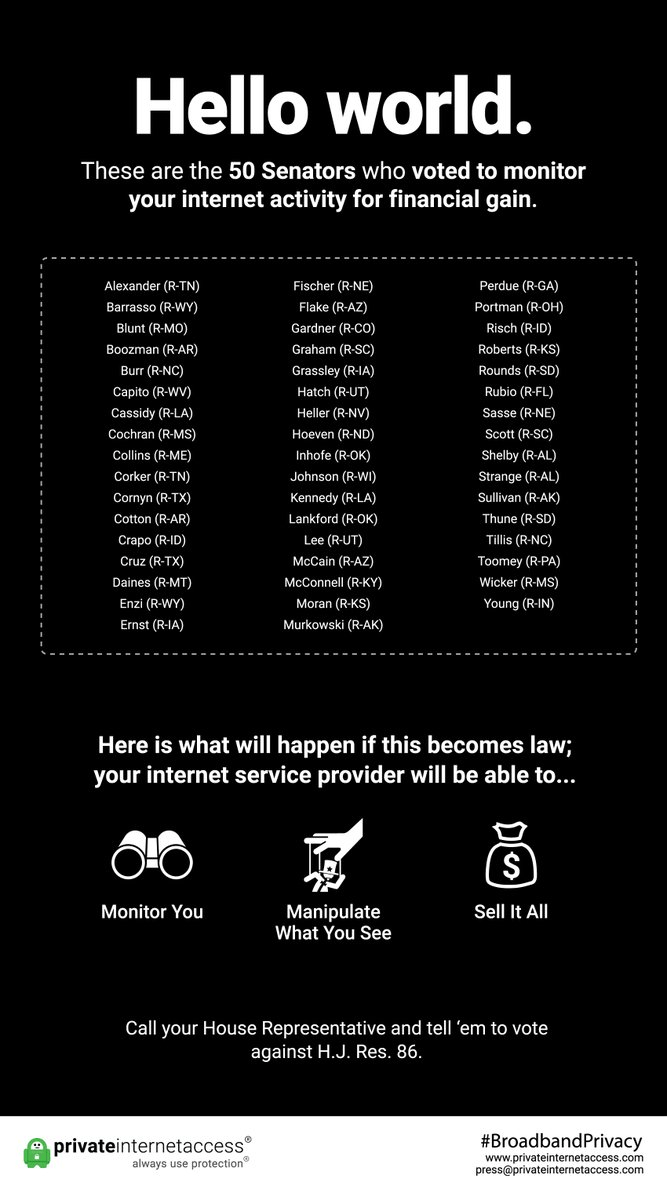 Hello world.
These are the 50 Senators who voted to monitor
your internet activity for financial gain.
Alexander (R-TN)
Barrasso (R-WY)
Blunt (R-MO)
Boozman (R-AR)
Burr (R-NC)
Capito (R-WV)
Cassidy (R-LA)
Cochran (R-MS)
Collins (R-ME)
Corker (R-TN)
Cornyn (R-TX)
Cotton (R-AR)
Crapo (R-ID)
Cruz (R-TX)
Daines (R-MT)
Enzi (R-WY)
Ernst (R-IA)
Fischer (R-NE)
Flake (R-AZ)
Gardner (R-CO)
Graham (R-SC)
Grassley (R-IA)
Hatch (R-UT)
Heller (R-NV)
Hoeven (R-ND)
Inhofe (R-OK)
Johnson (R-WI)
Kennedy (R-LA)
Lankford (R-OK)
Lee (R-UT)
McCain (R-AZ)
McConnell (R-KY)
Moran (R-KS)
Murkowski (R-AK)
Perdue (R-GA)
Portman (R-OH)
Risch (R-ID)
Roberts (R-KS)
Rounds (R-SD)
Rubio (R-FL)
Sasse (R-NE)
Scott (R-SC)
Shelby (R-AL)
Strange (R-AL)
Sullivan (R-AK)
Thune (R-SD)
Tillis (R-NC)
Toomey (R-PA)
Wicker (R-MS)
Young (R-IN)
Here is what will happen if this becomes law;
your internet service provider will be able to...
Monitor You
Manipulate
What You See
$
Sell It All
Call your House Representative and tell ‘em to vote
against H.J. Res. 86.
privateinternetaccess®
always use protection®
#BroadbandPrivacy
www.privateinternetaccess.com
press@privateinternetaccess.com